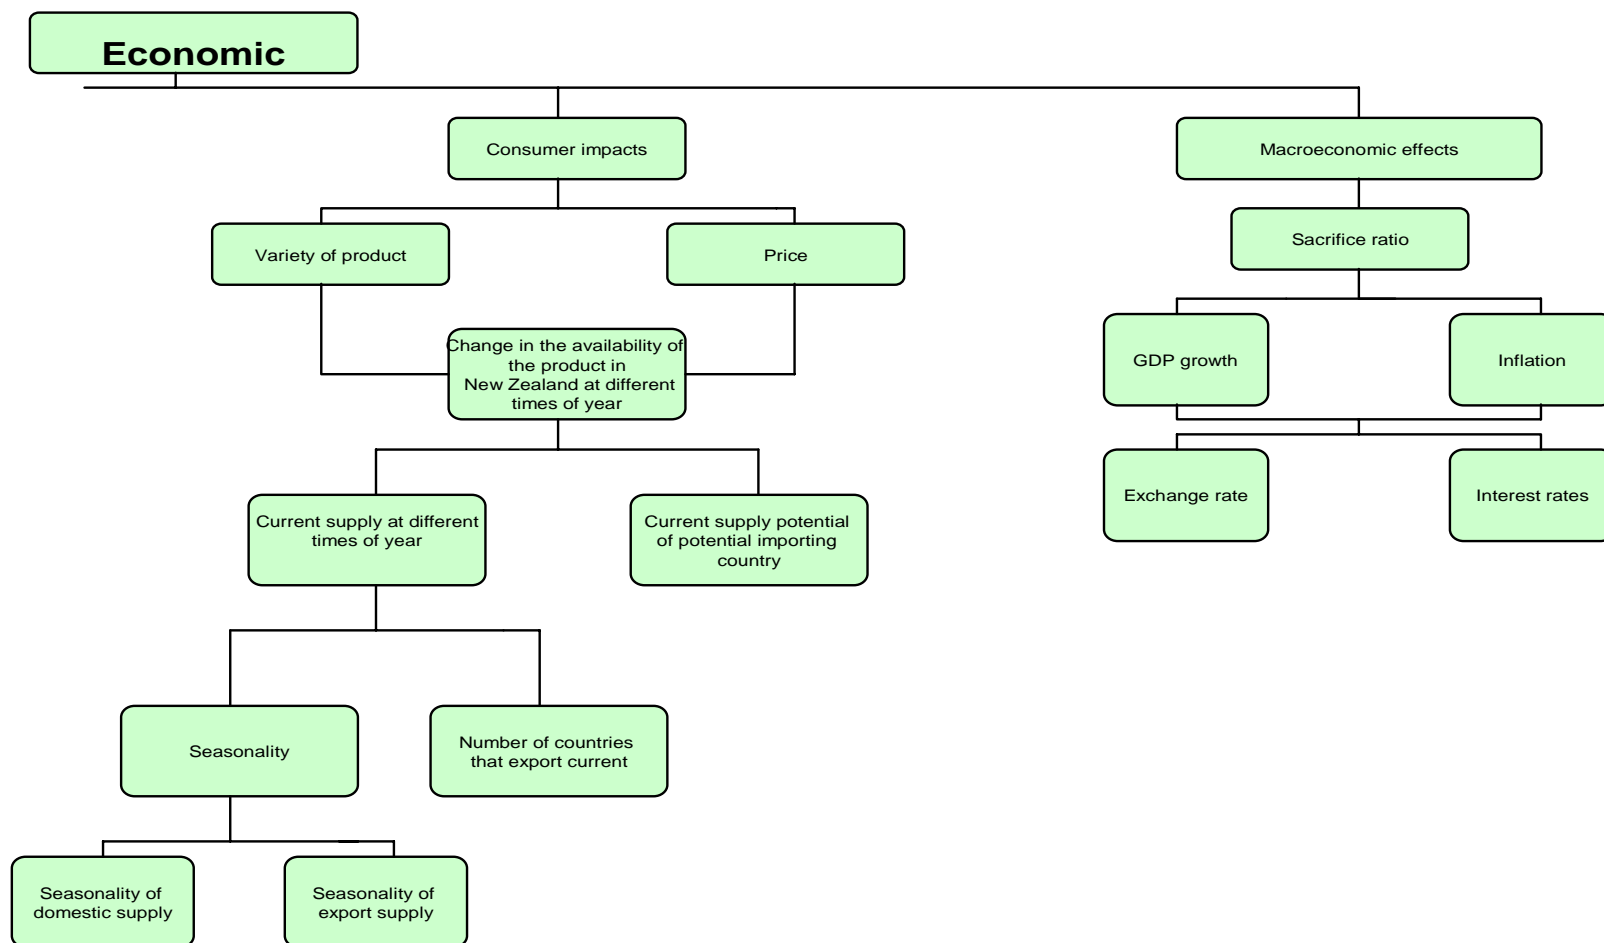 Economic
Consumer impacts
Macroeconomic effects
Variety of product
Price
Sacrifice ratio
Change in the availability of
the product in
New Zealand at different
times of year
GDP growth
Inflation
Exchange rate
Interest rates
Current supply at different
times of year
Current supply potential
of potential importing
country
Seasonality
Number of countries
that export current
Seasonality of
domestic supply
Seasonality of
export supply